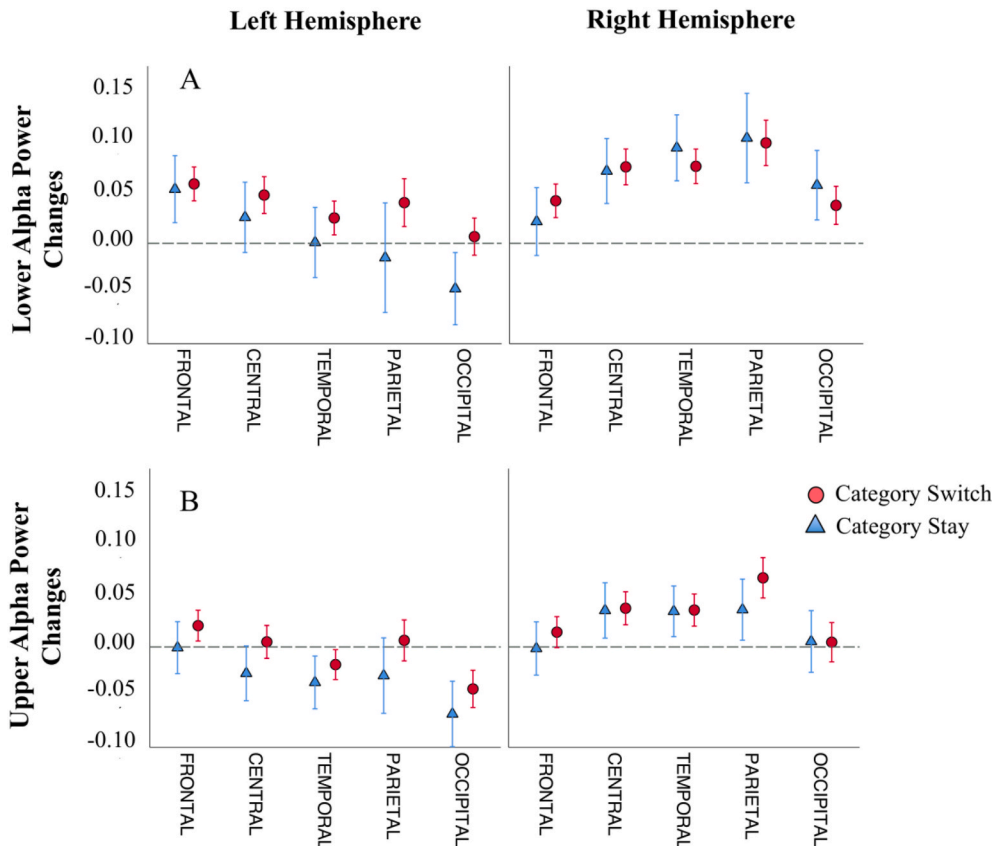 Left Hemisphere
Right Hemisphere
A
Lower Alpha Power
Changes
0.15
0.10
0.05
0.00
-0.05
-0.10
FRONTAL
CENTRAL
TEMPORAL
PARIETAL
OCCIPITAL
FRONTAL
CENTRAL
TEMPORAL
PARIETAL
OCCIPITAL
B
Upper Alpha Power
Changes
0.15
0.10
0.05
0.00
-0.05
-0.10
Category Switch
Category Stay
FRONTAL
CENTRAL
TEMPORAL
PARIETAL
OCCIPITAL
FRONTAL
CENTRAL
TEMPORAL
PARIETAL
OCCIPITAL